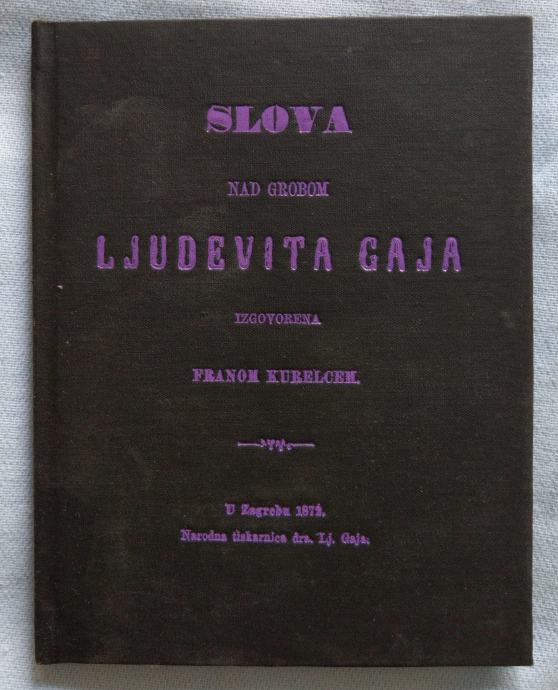 SLOVA
NAD GROBOM
LJUDEVITA GAJA
IZGOVORENA
FRANOM KURELCEM.
U Zagrebu 1872.
Narodna tiskarnica dra. Lj. Gaja.